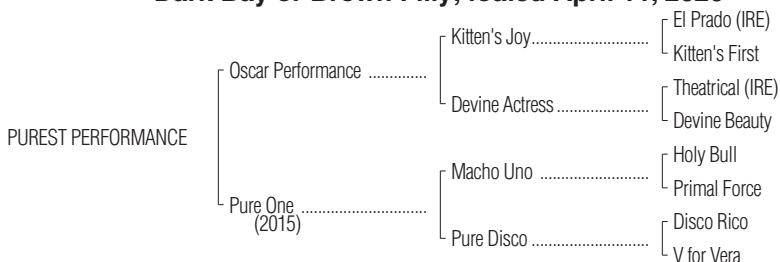 Dark Bay or Brown Filly; foaled April
El Prado (IRE)
Kitten's Joy
Kitten's First
Oscar Performance
Theatrical (IRE)
Devine Actress
Devine Beauty
PUREST PERFORMANCE
Holy Bull
Macho Uno
Primal Force
Pure One
(2015)
Disco Rico
Pure Disco
V for Vera